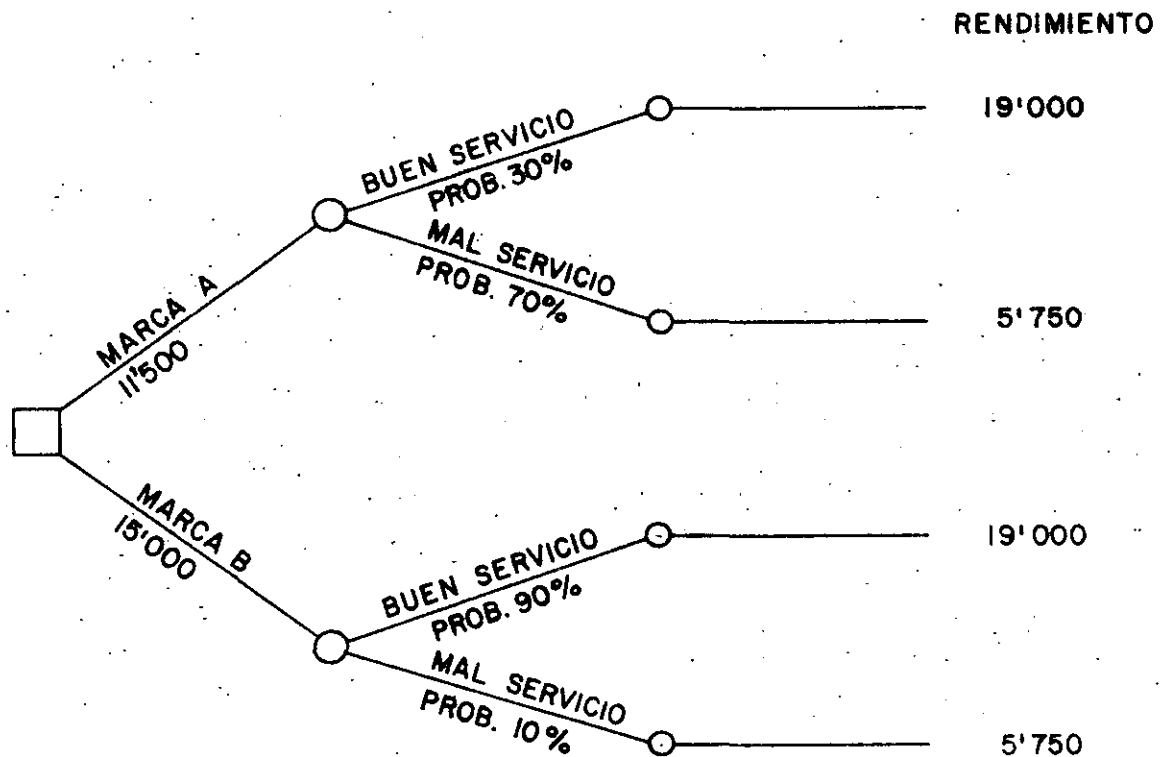 RENDIMIENTO
BUEN SERVICIO
PROB. 30%
19'000
MAL SERVICIO
PROB. 70%
5'750
MARCA A
11'500
MARCA B
15'000
BUEN SERVICIO
PROB. 90%
19'000
MAL SERVICIO
PROB. 10%
5'750